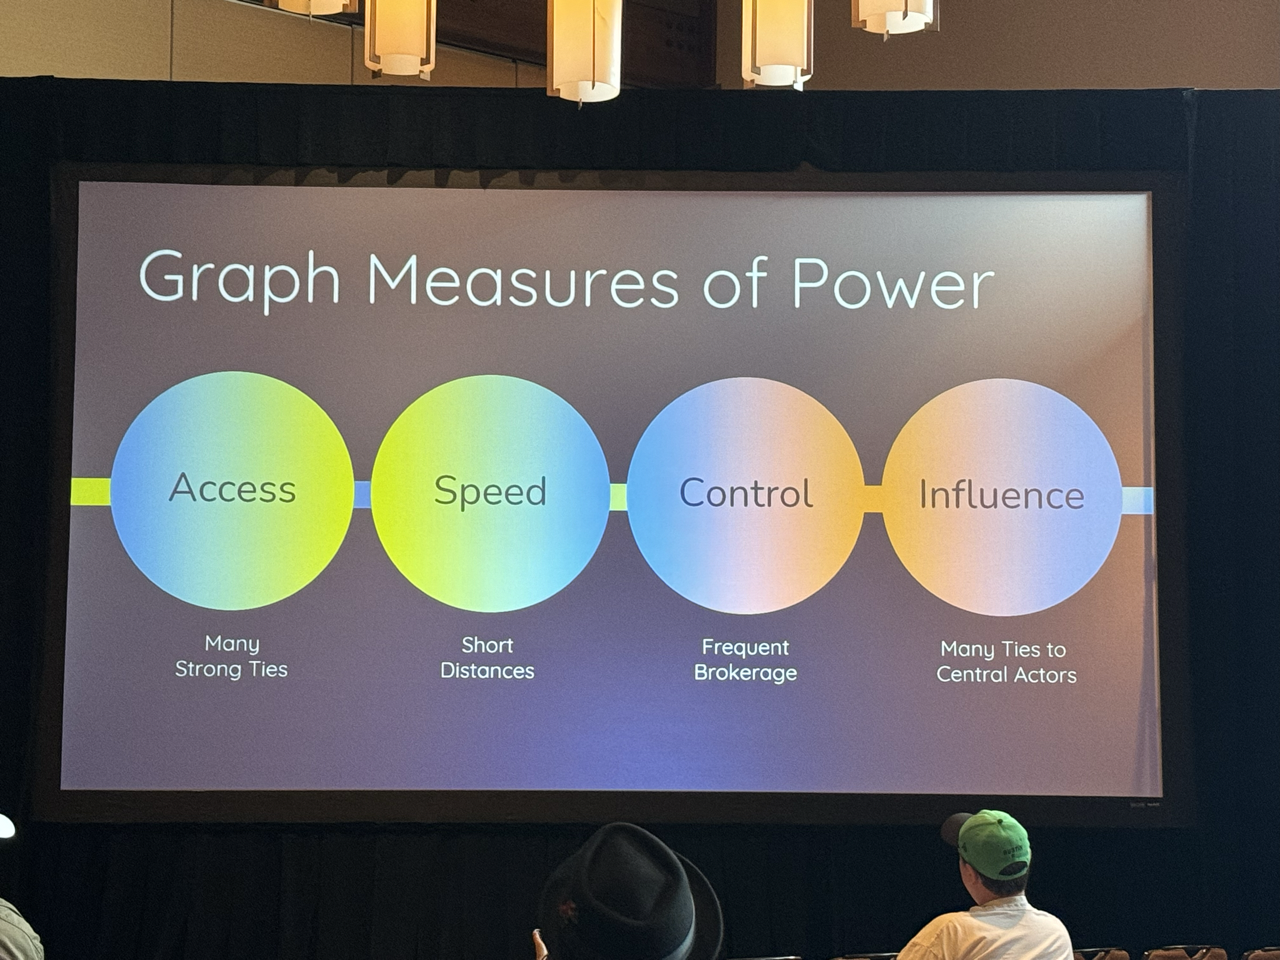 Graph Measures of Power
Access
Speed
Control
Influence
Many
Strong Ties
Short
Distances
Frequent
Brokerage
Many Ties to
Central Actors